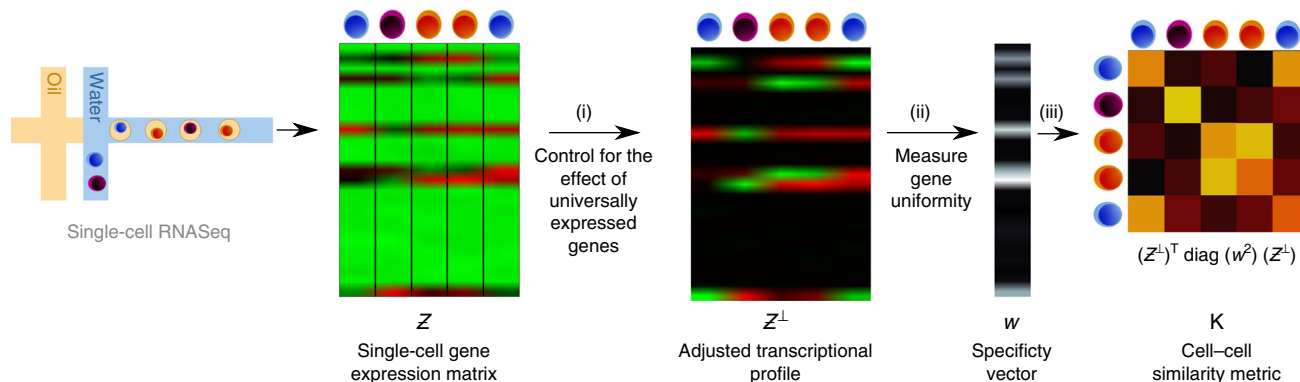 Oil
Water
Single-cell RNASeq
(i)
Control for the
effect of
universally
expressed
genes
(ii)
Measure
gene
uniformity
(iii)
(Ƶ⊥)ᵀ diag (w²) (Ƶ⊥)
Ƶ
Single-cell gene
expression matrix
Ƶ⊥
Adjusted transcriptional
profile
w
Specificty
vector
K
Cell–cell
similarity metric